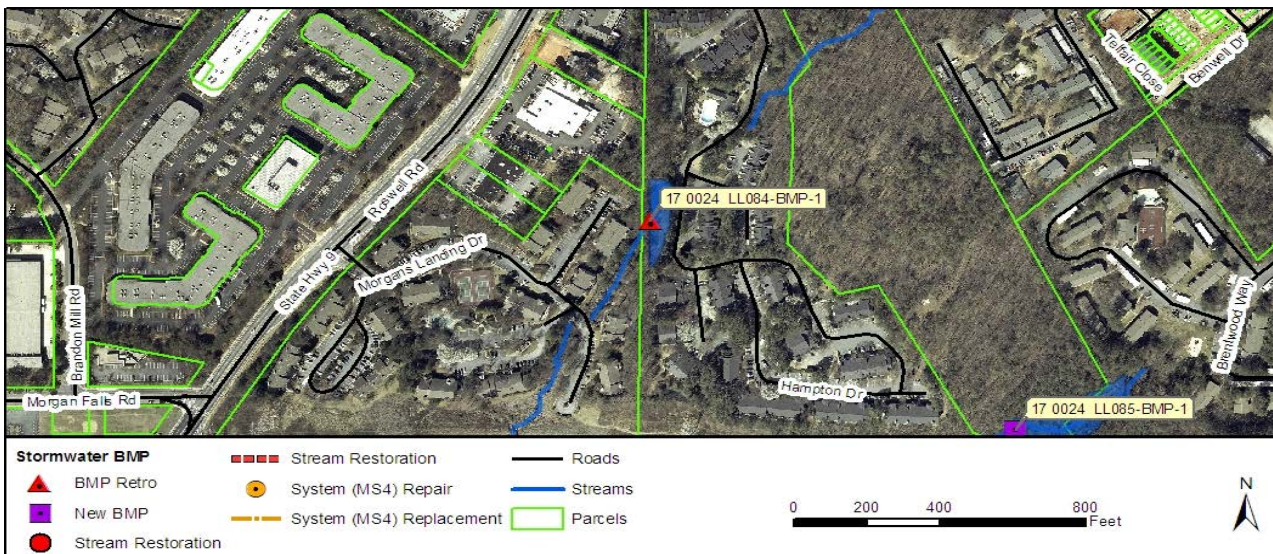 Telfair Close
Benwell Dr
Roswell Rd
17 0024 LL084-BMP-1
Morgans Landing Dr
State Hwy 9
Brandon Mill Rd
Brentwood Way
Hampton Dr
Morgan Falls Rd
17 0024 LL085-BMP-1
Stormwater BMP
BMP Retro
New BMP
Stream Restoration
Stream Restoration
System (MS4) Repair
System (MS4) Replacement
Roads
Streams
Parcels
0 200 400 800
Feet
N